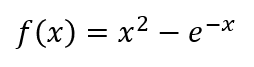 f(x) = x² − e⁻ˣ